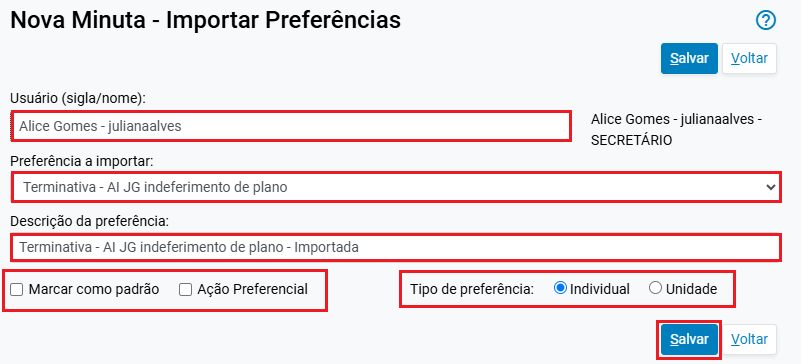 Nova Minuta - Importar Preferências
?
Salvar Voltar
Usuário (sigla/nome):
Alice Gomes - julianaalves
Alice Gomes - julianaalves -
SECRETÁRIO
Preferência a importar:
Terminativa - AI JG indeferimento de plano
Descrição da preferência:
Terminativa - AI JG indeferimento de plano - Importada
Marcar como padrão Ação Preferencial Tipo de preferência: Individual Unidade
Salvar Voltar